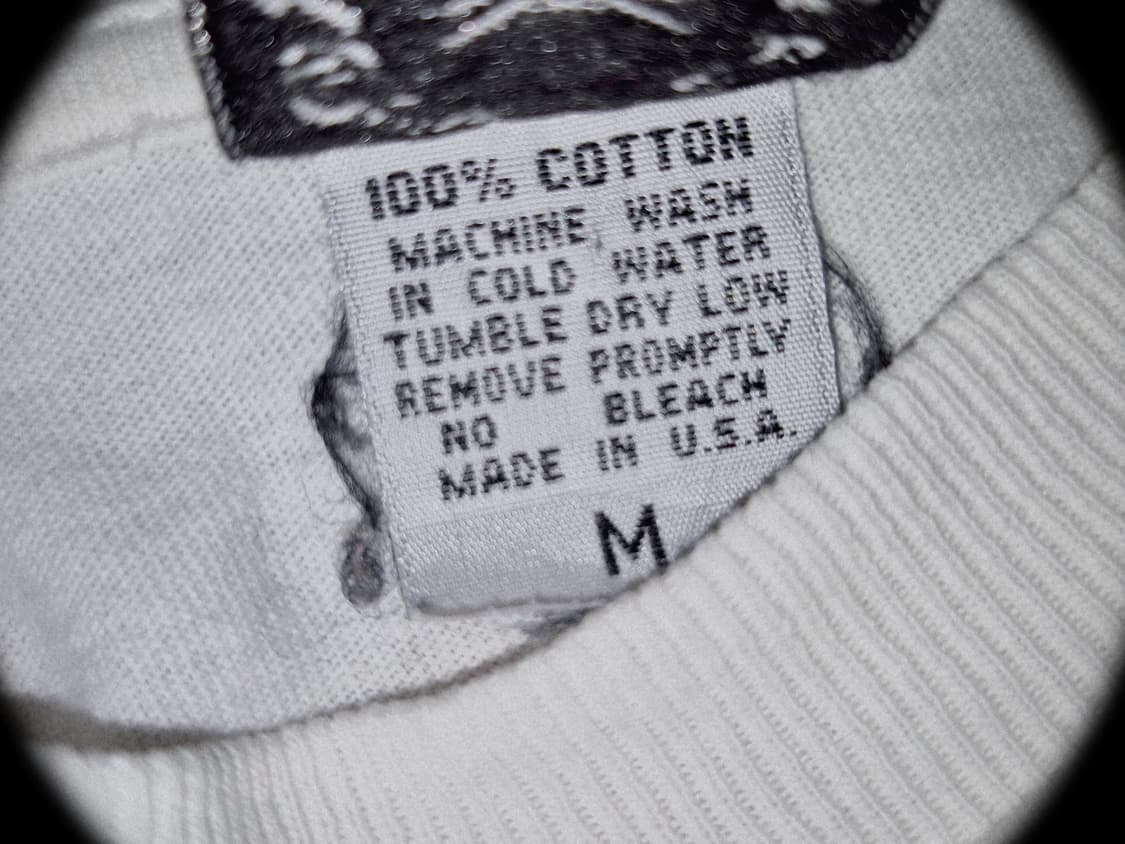 100% COTTON
MACHINE WASH
IN COLD WATER
TUMBLE DRY LOW
REMOVE PROMPTLY
NO BLEACH
MADE IN U.S.A.
M